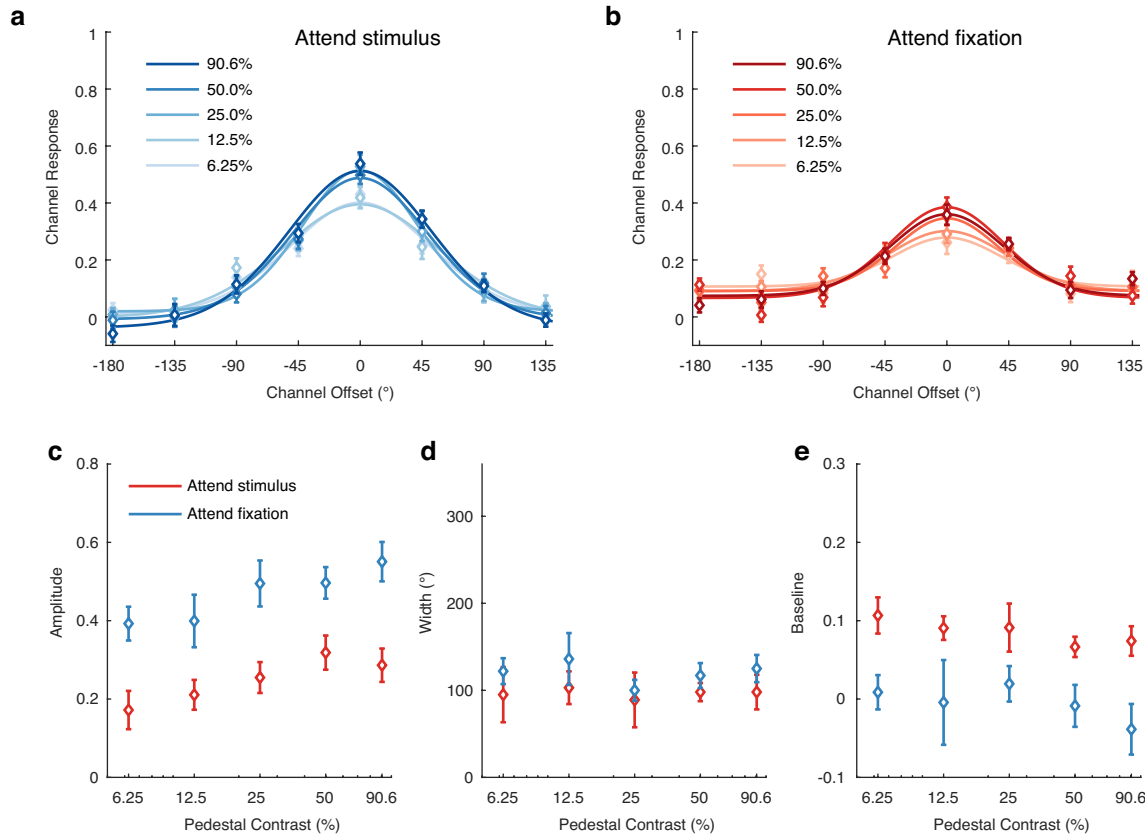 a
Attend stimulus
1
0.8
0.6
0.4
0.2
0
Channel Response
90.6%
50.0%
25.0%
12.5%
6.25%
-180 -135 -90 -45 0 45 90 135
Channel Offset (°)
b
Attend fixation
1
0.8
0.6
0.4
0.2
0
Channel Response
90.6%
50.0%
25.0%
12.5%
6.25%
-180 -135 -90 -45 0 45 90 135
Channel Offset (°)
c
0.8
0.6
0.4
0.2
0
Amplitude
Attend stimulus
Attend fixation
6.25 12.5 25 50 90.6
Pedestal Contrast (%)
d
300
200
100
0
Width (°)
6.25 12.5 25 50 90.6
Pedestal Contrast (%)
e
0.3
0.2
0.1
0
-0.1
Baseline
6.25 12.5 25 50 90.6
Pedestal Contrast (%)